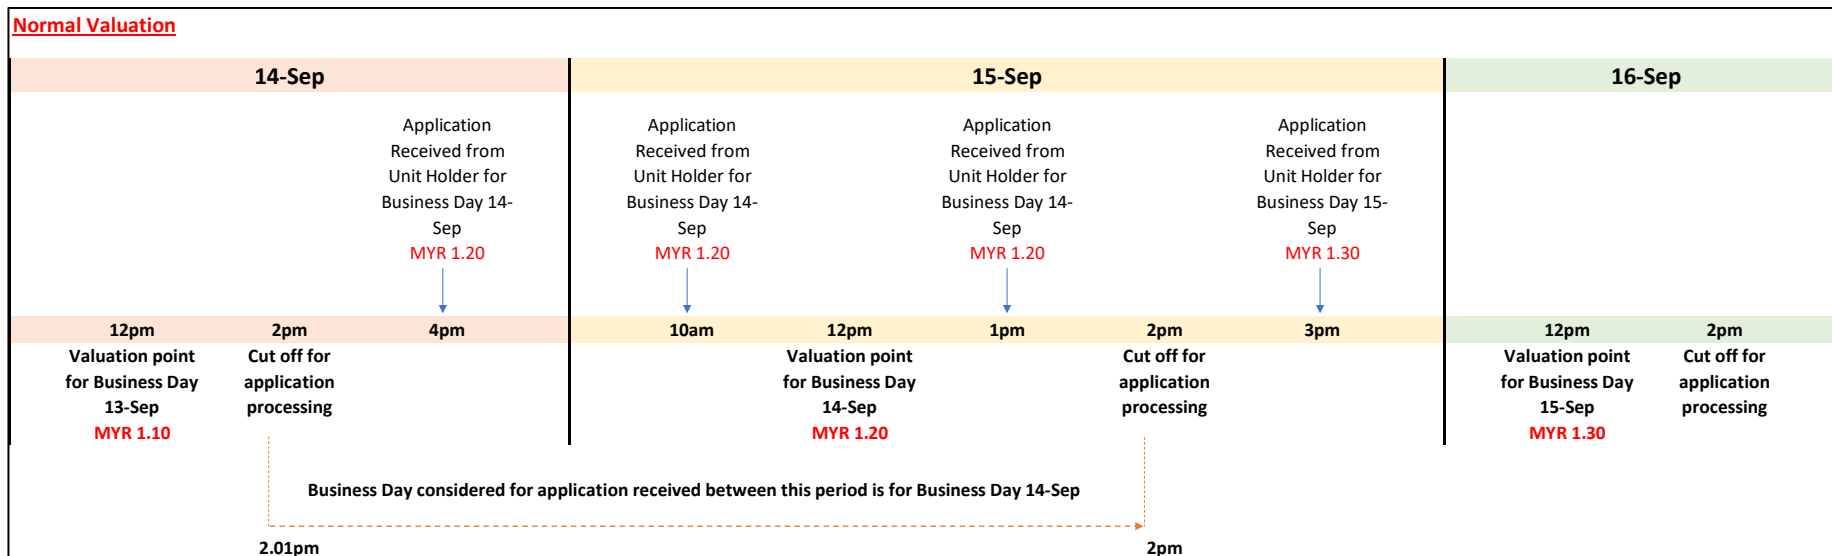 Normal Valuation
14-Sep
15-Sep
16-Sep
Application
Received from
Unit Holder for
Business Day 14-
Sep
MYR 1.20
Application
Received from
Unit Holder for
Business Day 14-
Sep
MYR 1.20
Application
Received from
Unit Holder for
Business Day 14-
Sep
MYR 1.20
Application
Received from
Unit Holder for
Business Day 15-
Sep
MYR 1.30
12pm
2pm
4pm
10am
12pm
1pm
2pm
3pm
12pm
2pm
Valuation point
for Business Day
13-Sep
MYR 1.10
Cut off for
application
processing
Valuation point
for Business Day
14-Sep
MYR 1.20
Cut off for
application
processing
Valuation point
for Business Day
15-Sep
MYR 1.30
Cut off for
application
processing
Business Day considered for application received between this period is for Business Day 14-Sep
2.01pm
2pm